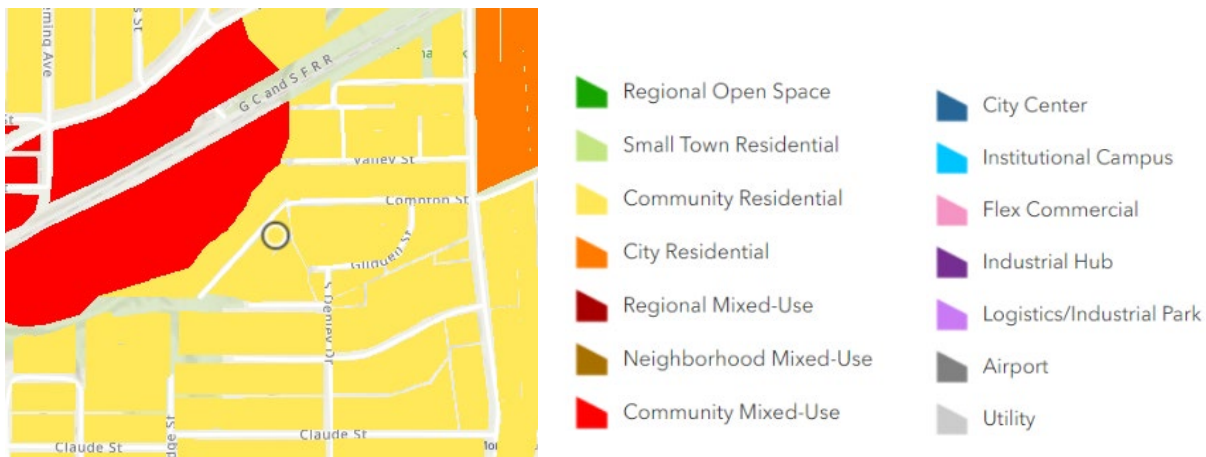 G C and S F R R
Valley St
Compton St
Glidden St
S Denley Dr
Claude St
Claude St
Regional Open Space
Small Town Residential
Community Residential
City Residential
Regional Mixed-Use
Neighborhood Mixed-Use
Community Mixed-Use
City Center
Institutional Campus
Flex Commercial
Industrial Hub
Logistics/Industrial Park
Airport
Utility